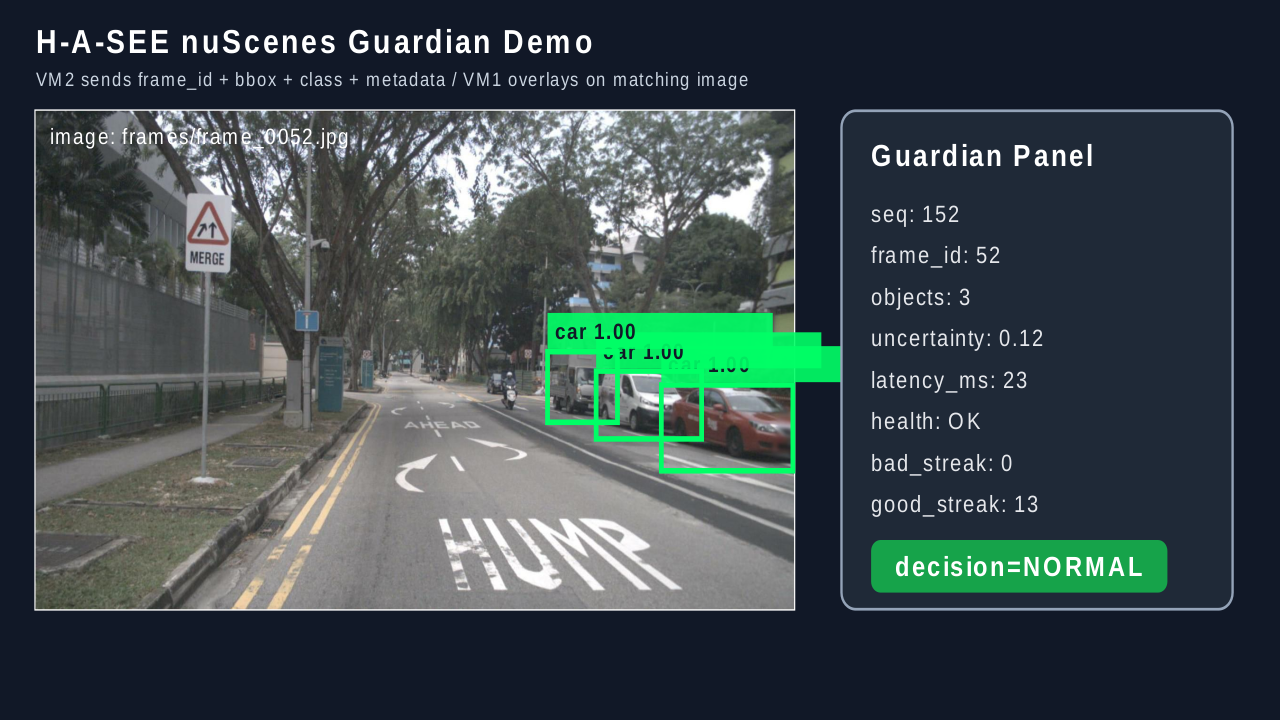 H-A-SEE nuScenes Guardian Demo
VM2 sends frame_id + bbox + class + metadata / VM1 overlays on matching image
image: frames/frame_0052.jpg
MERGE
car 1.00
car 1.00
car 1.00
AHEAD
HUMP
Guardian Panel
seq: 152
frame_id: 52
objects: 3
uncertainty: 0.12
latency_ms: 23
health: OK
bad_streak: 0
good_streak: 13
decision=NORMAL